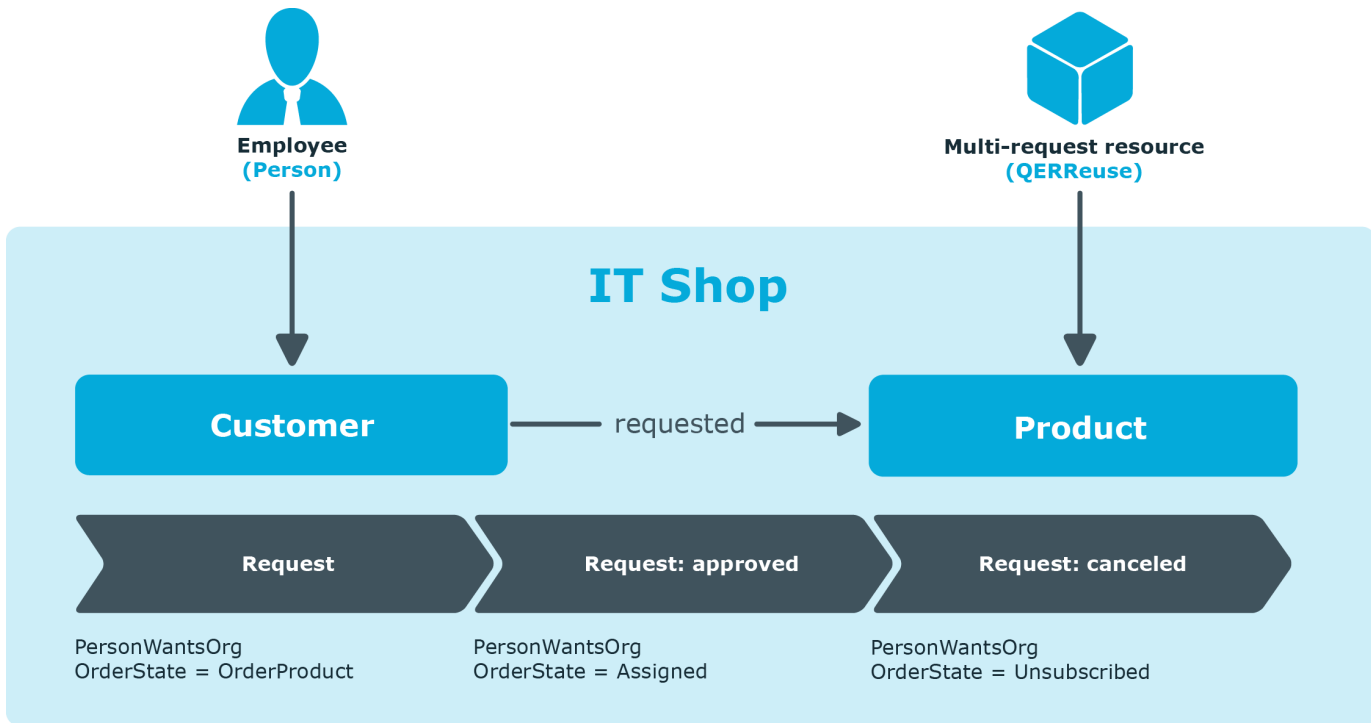 Employee
(Person)
Multi-request resource
(QERReuse)
IT Shop
Customer
requested
Product
Request
Request: approved
Request: canceled
PersonWantsOrg
OrderState = OrderProduct
PersonWantsOrg
OrderState = Assigned
PersonWantsOrg
OrderState = Unsubscribed